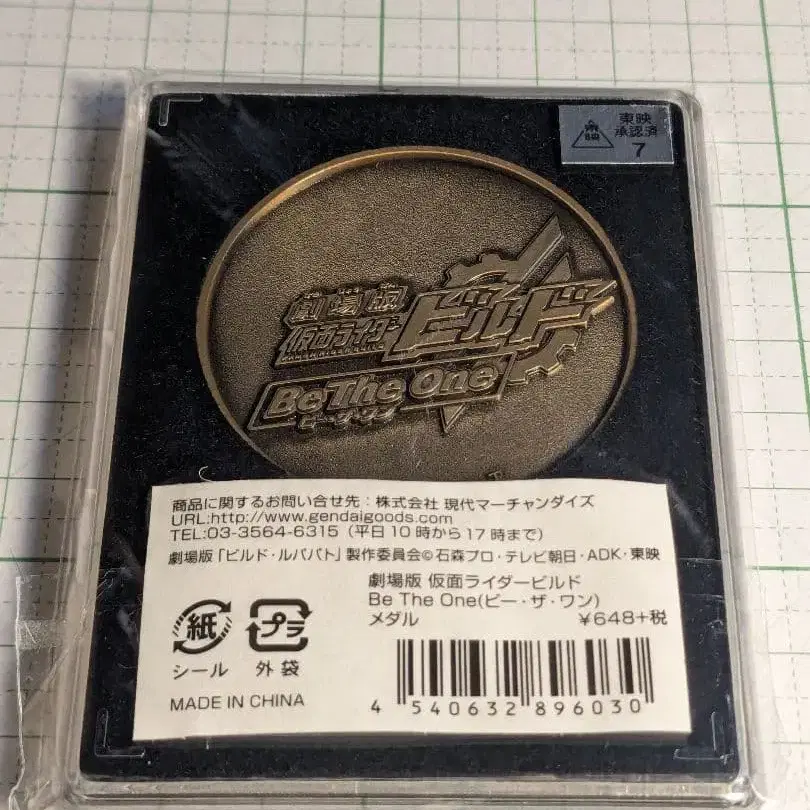 東映
承認済
7
東映
劇場版
仮面ライダー
ビルド
Be The One
ビー・ザ・ワン
商品に関するお問い合せ先：株式会社 現代マーチャンダイズ
URL:http://www.gendaigoods.com
TEL:03-3564-6315（平日10時から17時まで）
劇場版「ビルド・ルパパト」製作委員会©石森プロ・テレビ朝日・ADK・東映
劇場版 仮面ライダービルド
Be The One(ビー・ザ・ワン)
メダル ¥648+税
紙 プラ
シール 外袋
MADE IN CHINA
4 540632 896030